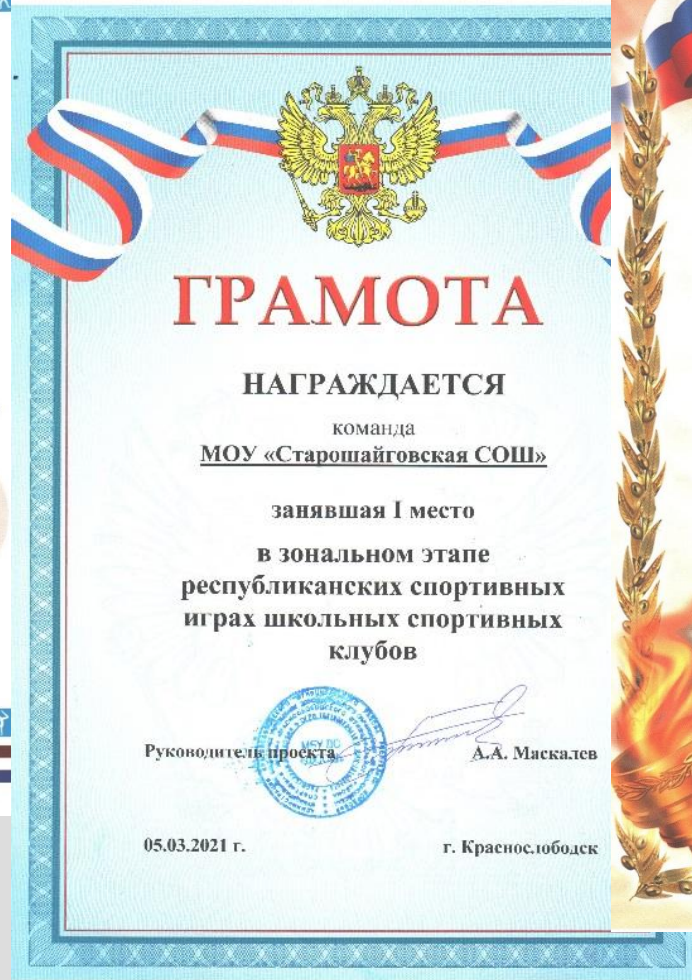 ГРАМОТА
НАГРАЖДАЕТСЯ
команда
МОУ «Старошайговская СОШ»
занявшая I место
в зональном этапе
республиканских спортивных
играх школьных спортивных
клубов
Руководитель проекта А.А. Маскалев
05.03.2021 г. г. Краснослободск